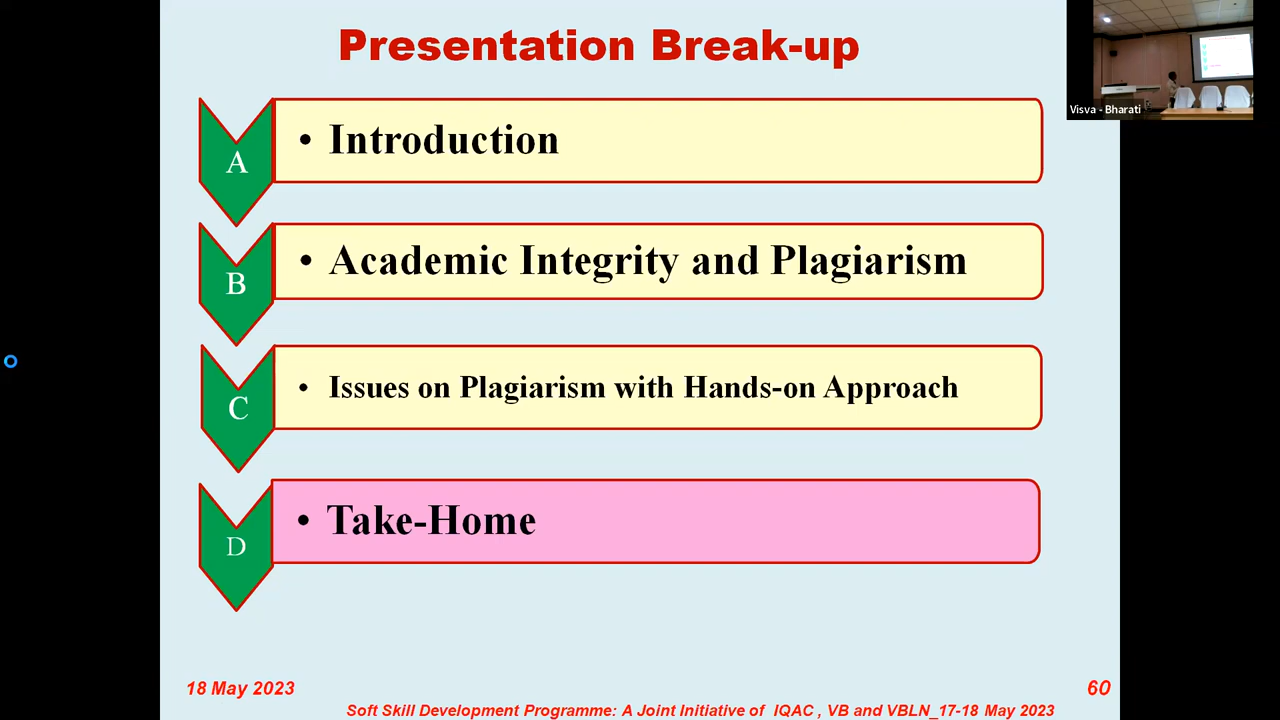 Presentation Break-up
Visva - Bharati
A
• Introduction
B
• Academic Integrity and Plagiarism
C
• Issues on Plagiarism with Hands-on Approach
D
• Take-Home
18 May 2023
60
Soft Skill Development Programme: A Joint Initiative of IQAC , VB and VBLN_17-18 May 2023